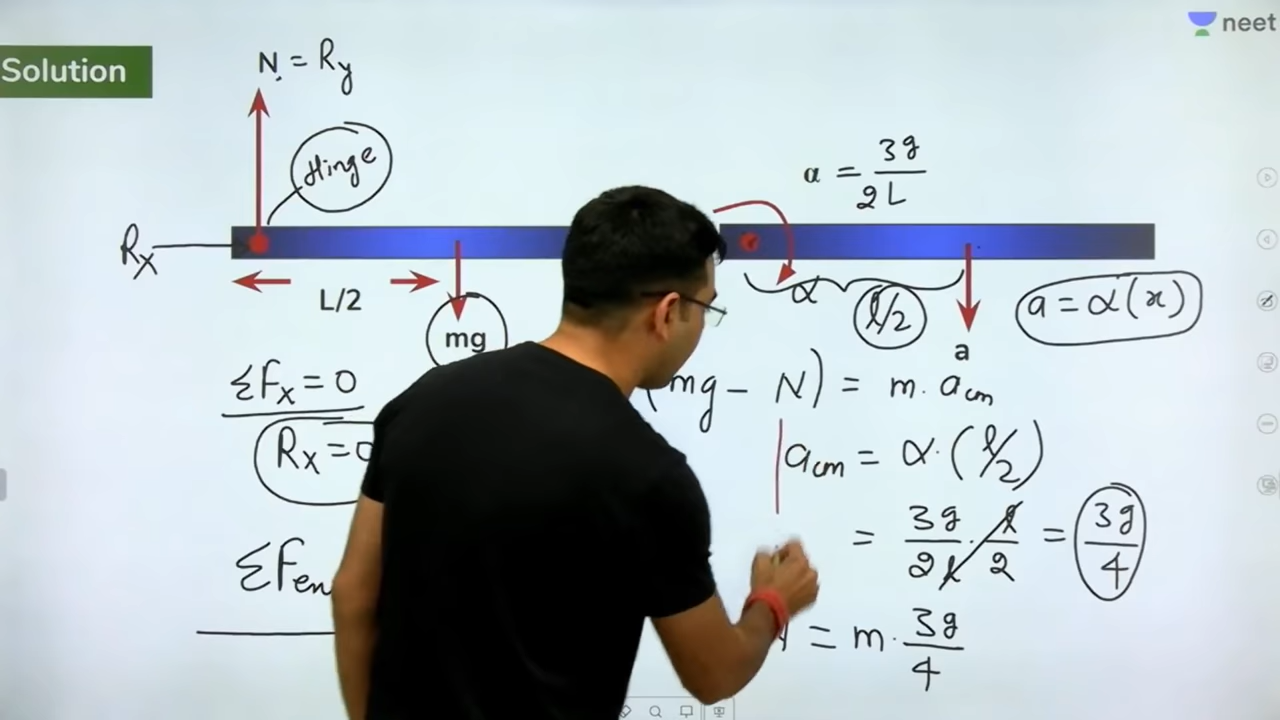 neet
Solution
N = Ry
Hinge
α = 3g / 2L
Rx
L/2
mg
α
l/2
a = α(x)
a
ΣFx = 0
(mg - N) = m. acm
Rx = 0
acm = α. (l/2)
= 3g/2l . l/2 = 3g/4
= m. 3g/4